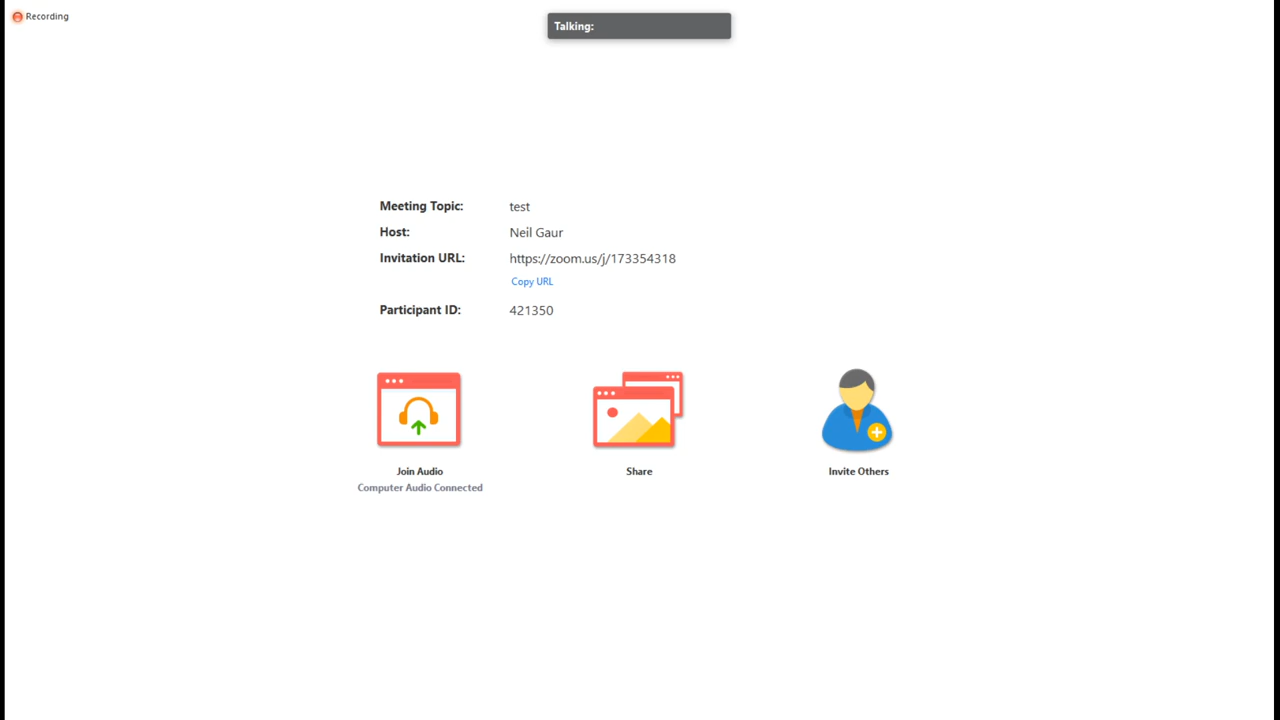 Recording
Talking:
Meeting Topic: test
Host: Neil Gaur
Invitation URL: https://zoom.us/j/173354318
Copy URL
Participant ID: 421350
Join Audio Share Invite Others
Computer Audio Connected